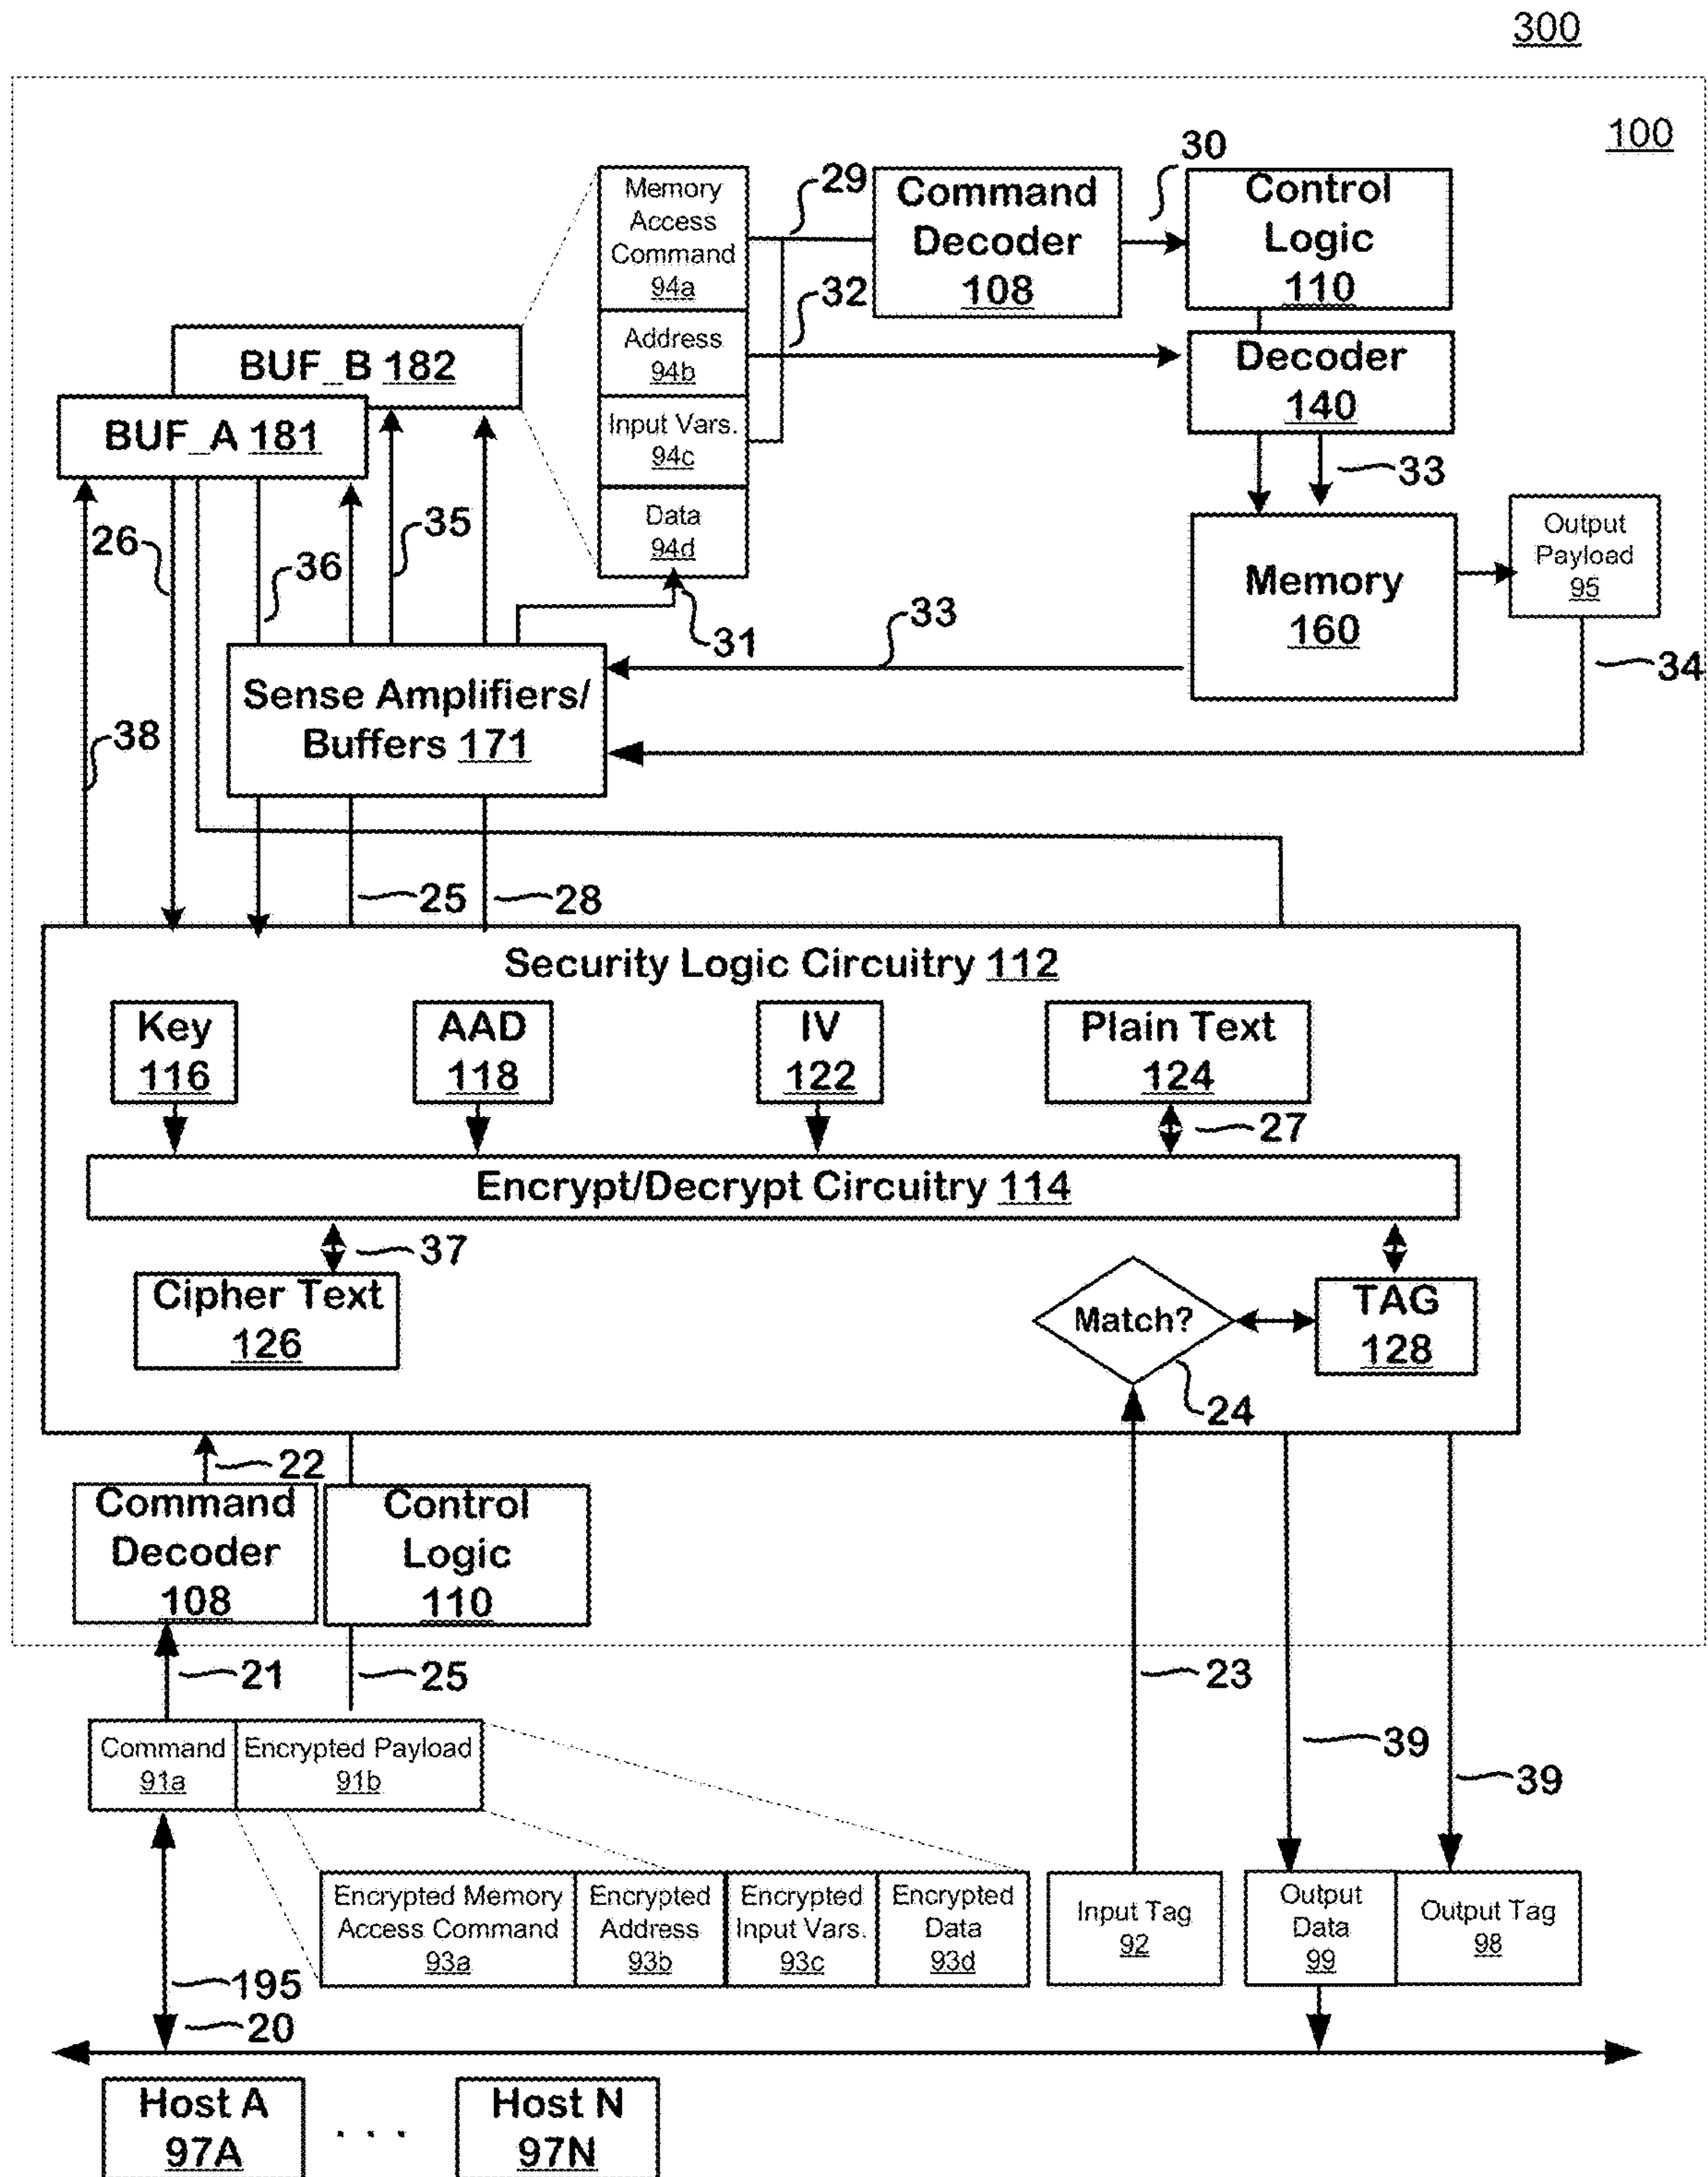 300
100
30
29
Memory
Access
Command
94a
Command
Decoder
108
Control
Logic
110
32
Address
94b
Decoder
140
BUF_B 182
BUF_A 181
Input Vars.
94c
33
Data
94d
26
36
35
31
Memory
160
Output
Payload
95
33
34
Sense Amplifiers/
Buffers 171
38
25
28
Security Logic Circuitry 112
Key
116
AAD
118
IV
122
Plain Text
124
27
Encrypt/Decrypt Circuitry 114
37
Cipher Text
126
Match?
TAG
128
24
22
Command
Decoder
108
Control
Logic
110
21
25
23
39
39
Command
91a
Encrypted Payload
91b
Encrypted Memory
Access Command
93a
Encrypted
Address
93b
Encrypted
Input Vars.
93c
Encrypted
Data
93d
Input Tag
92
Output
Data
99
Output Tag
98
195
20
Host A
97A
. . .
Host N
97N